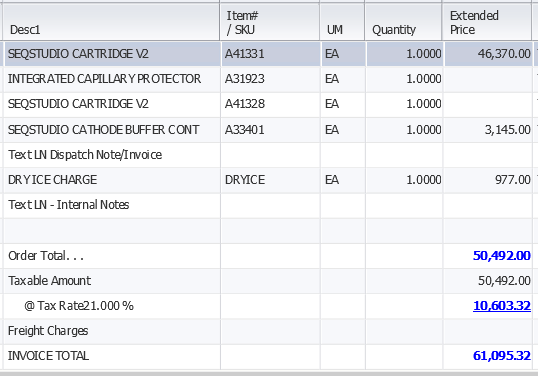 Desc1 Item# / SKU UM Quantity Extended Price
SEQSTUDIO CARTRIDGE V2 A41331 EA 1.0000 46,370.00
INTEGRATED CAPILLARY PROTECTOR A31923 EA 1.0000
SEQSTUDIO CARTRIDGE V2 A41328 EA 1.0000
SEQSTUDIO CATHODE BUFFER CONT A33401 EA 1.0000 3,145.00
Text LN Dispatch Note/Invoice
DRY ICE CHARGE DRYICE EA 1.0000 977.00
Text LN - Internal Notes
Order Total. . . 50,492.00
Taxable Amount 50,492.00
@ Tax Rate21.000 % 10,603.32
Freight Charges
INVOICE TOTAL 61,095.32